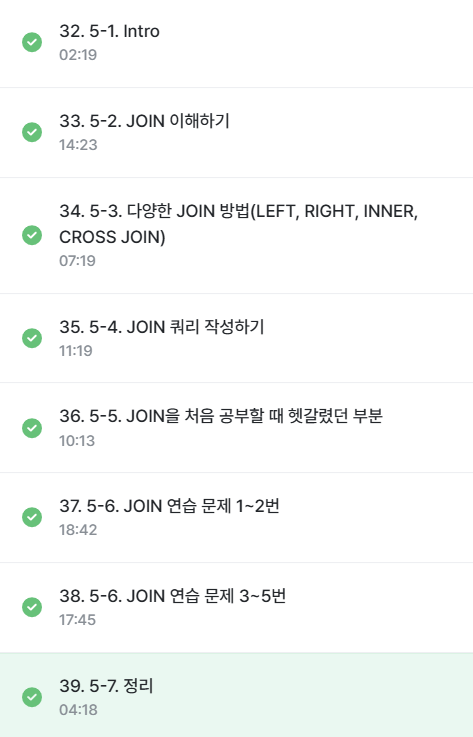 32. 5-1. Intro
02:19
33. 5-2. JOIN 이해하기
14:23
34. 5-3. 다양한 JOIN 방법(LEFT, RIGHT, INNER,
CROSS JOIN)
07:19
35. 5-4. JOIN 쿼리 작성하기
11:19
36. 5-5. JOIN을 처음 공부할 때 헷갈렸던 부분
10:13
37. 5-6. JOIN 연습 문제 1~2번
18:42
38. 5-6. JOIN 연습 문제 3~5번
17:45
39. 5-7. 정리
04:18